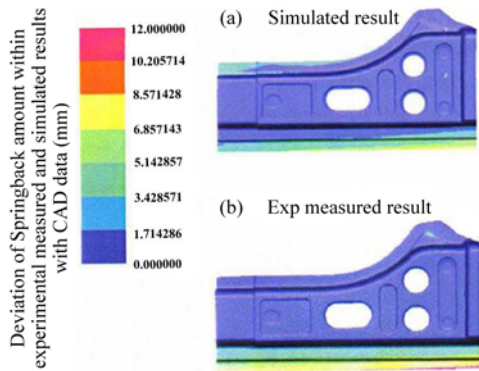 Deviation of Springback amount within
experimental measured and simulated results
with CAD data (mm)
12.000000
10.205714
8.571428
6.857143
5.142857
3.428571
1.714286
0.000000
(a) Simulated result
(b) Exp measured result